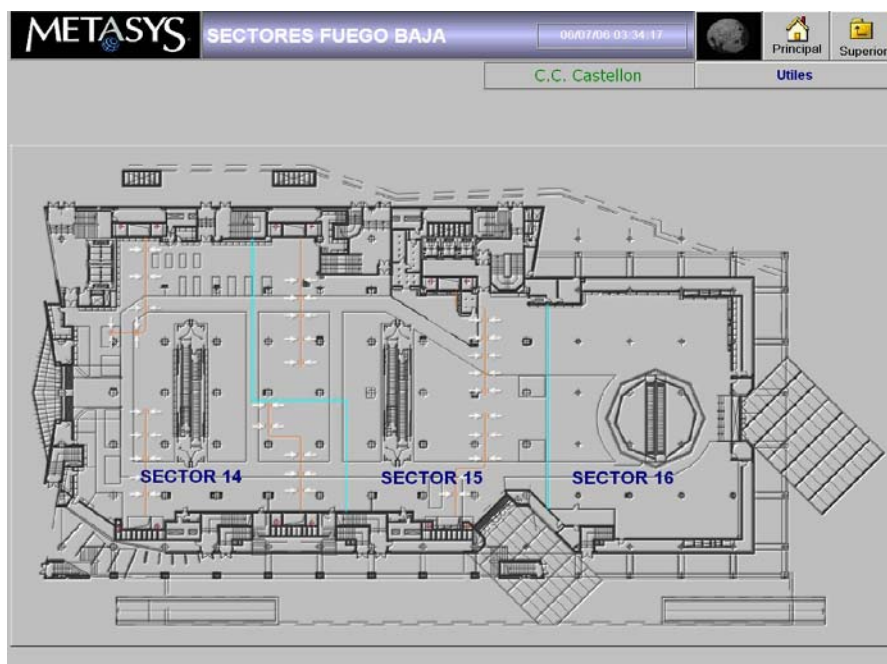 METASYS
SECTORES FUEGO BAJA
06/07/06 03:34:17
Principal
Superior
C.C. Castellon
Utiles
SECTOR 14
SECTOR 15
SECTOR 16